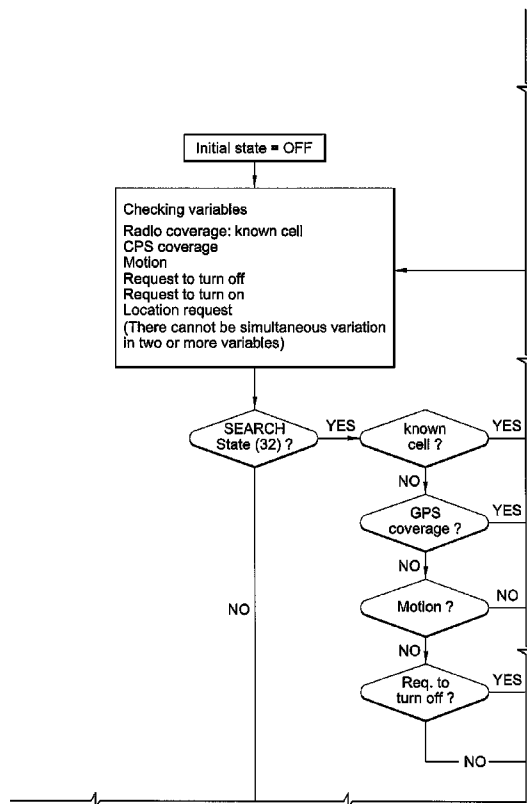 Initial state = OFF
Checking variables
Radio coverage: known cell
CPS coverage
Motion
Request to turn off
Request to turn on
Location request
(There cannot be simultaneous variation
in two or more variables)
SEARCH
State (32) ?
YES
known
cell ?
YES
NO
GPS
coverage ?
YES
NO
Motion ?
NO
NO
NO
Req. to
turn off ?
YES
NO